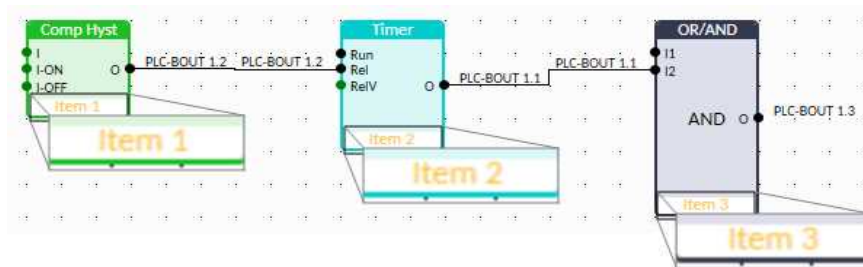 Comp Hyst
I
I-ON
I-OFF
O
Item 1
Item 1
PLC-BOUT 1.2
PLC-BOUT 1.2
Timer
Run
Rel
RelV
O
Item 2
Item 2
PLC-BOUT 1.1
PLC-BOUT 1.1
OR/AND
I1
I2
AND
O
PLC-BOUT 1.3
Item 3
Item 3